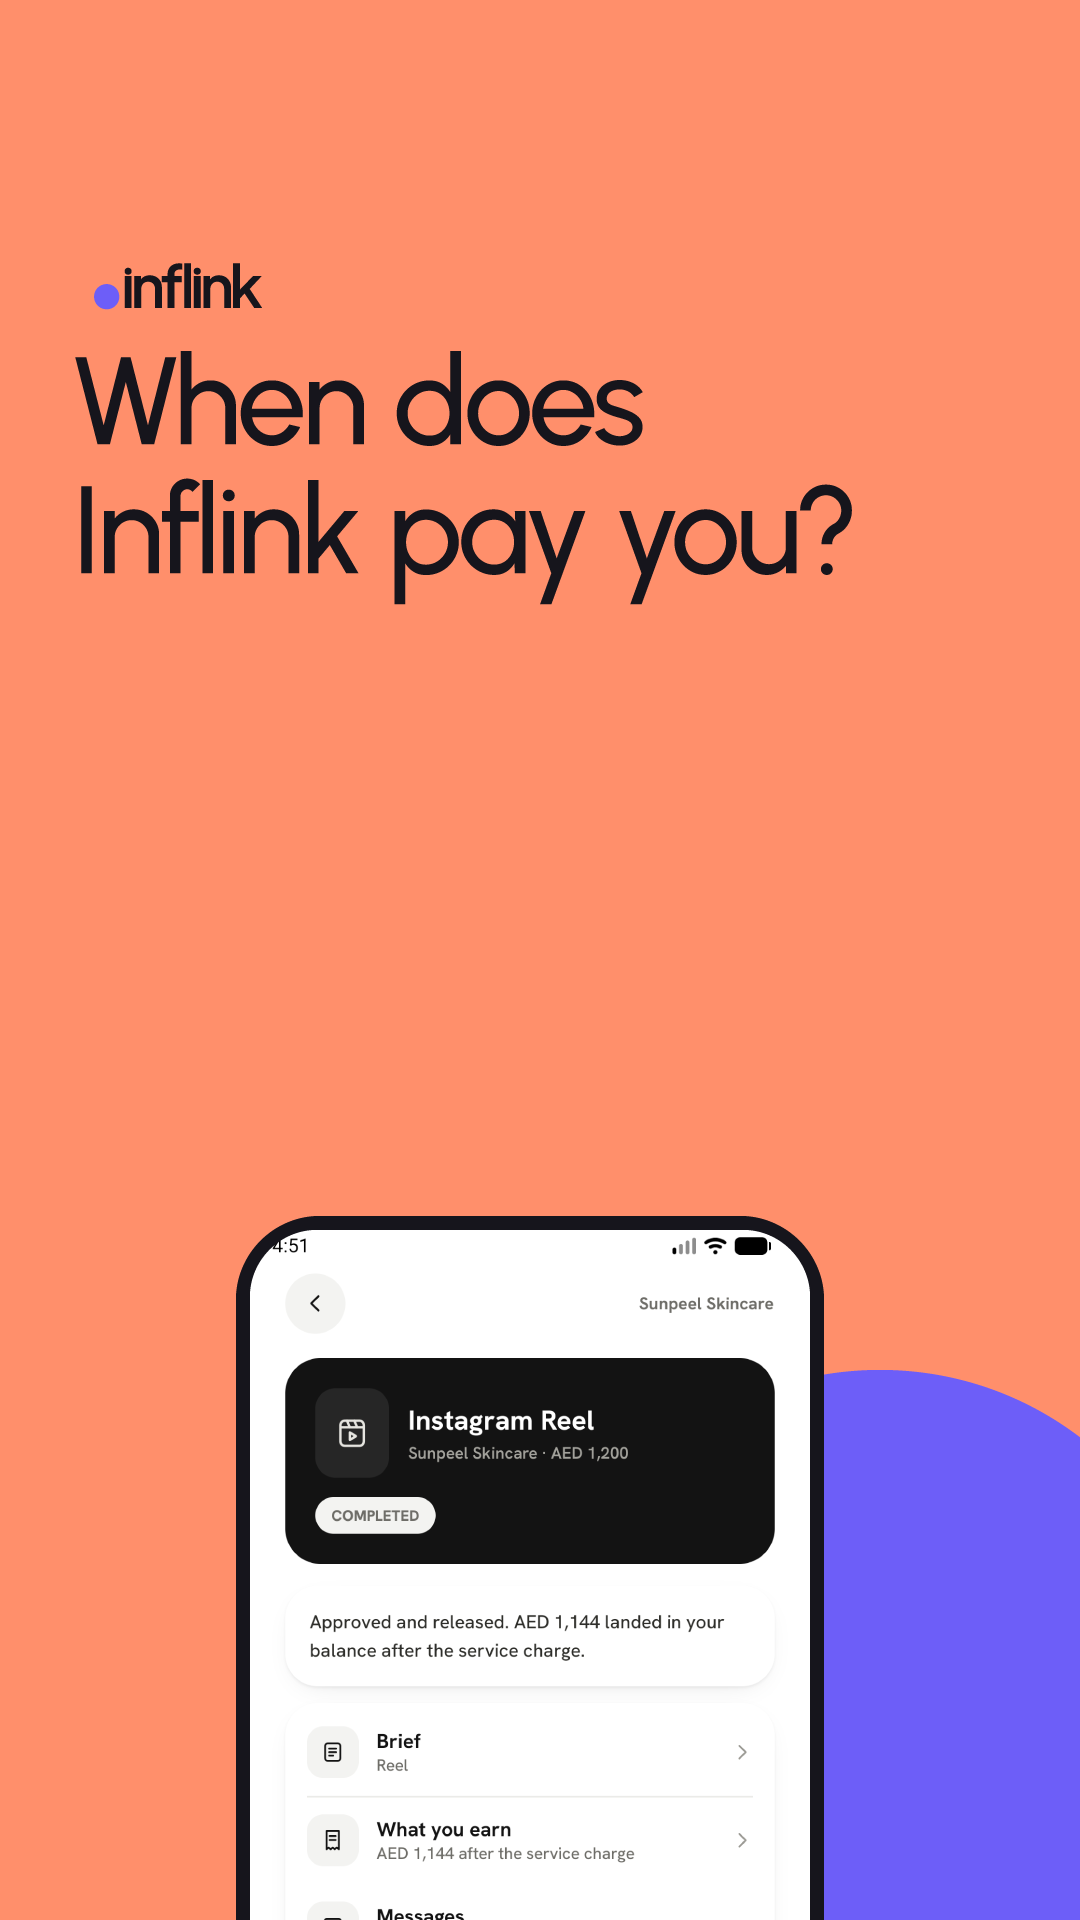 inflink
When does
Inflink pay you?
4:51
Sunpeel Skincare
Instagram Reel
Sunpeel Skincare · AED 1,200
COMPLETED
Approved and released. AED 1,144 landed in your
balance after the service charge.
Brief
Reel
What you earn
AED 1,144 after the service charge
Messages